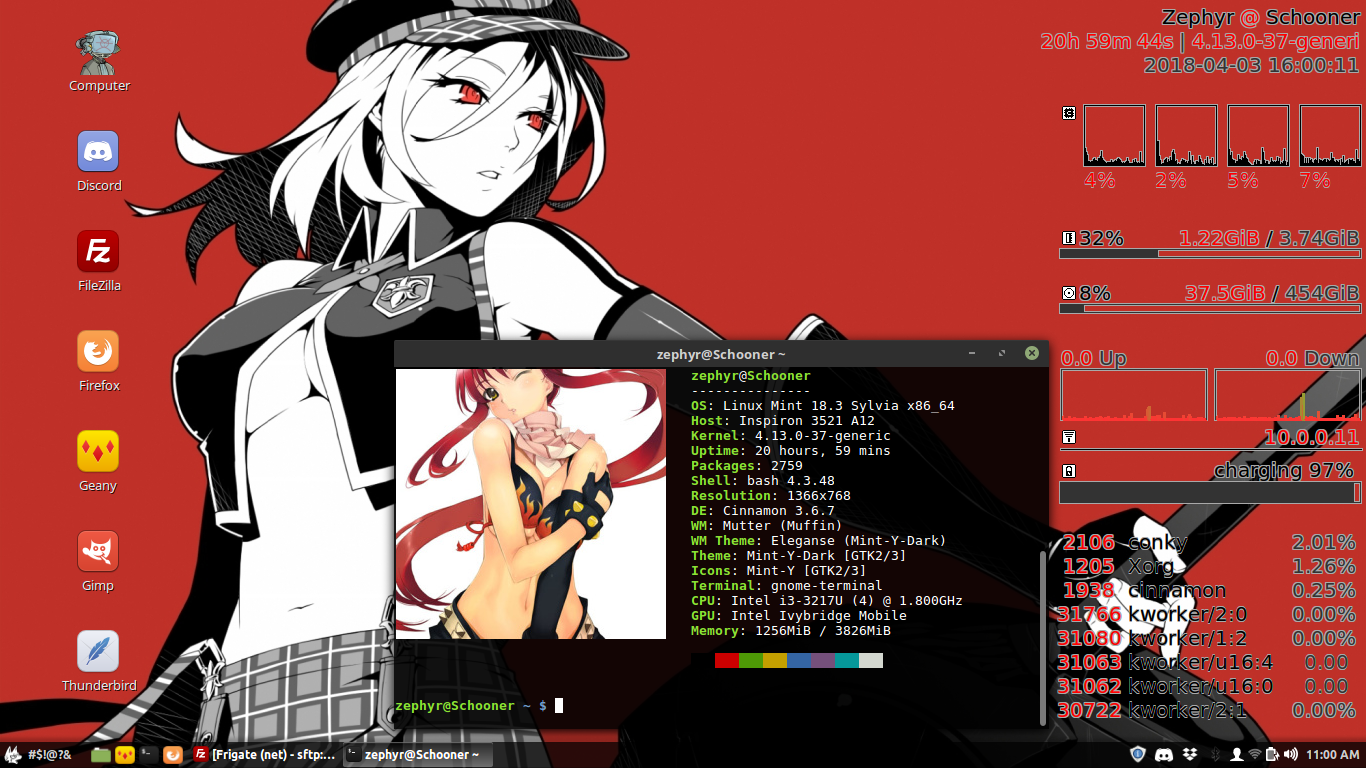 Computer
Discord
FileZilla
Firefox
Geany
Gimp
Thunderbird
Zephyr @ Schooner
20h 59m 44s | 4.13.0-37-generi
2018-04-03 16:00:11
4% 2% 5% 7%
32% 1.22GiB / 3.74GiB
8% 37.5GiB / 454GiB
0.0 Up 0.0 Down
10.0.0.11
charging 97%
2106 conky 2.01%
1205 Xorg 1.26%
1938 cinnamon 0.25%
31766 kworker/2:0 0.00%
31080 kworker/1:2 0.00%
31063 kworker/u16:4 0.00
31062 kworker/u16:0 0.00
30722 kworker/2:1 0.00%
zephyr@Schooner ~
zephyr@Schooner
---------------
OS: Linux Mint 18.3 Sylvia x86_64
Host: Inspiron 3521 A12
Kernel: 4.13.0-37-generic
Uptime: 20 hours, 59 mins
Packages: 2759
Shell: bash 4.3.48
Resolution: 1366x768
DE: Cinnamon 3.6.7
WM: Mutter (Muffin)
WM Theme: Eleganse (Mint-Y-Dark)
Theme: Mint-Y-Dark [GTK2/3]
Icons: Mint-Y [GTK2/3]
Terminal: gnome-terminal
CPU: Intel i3-3217U (4) @ 1.800GHz
GPU: Intel Ivybridge Mobile
Memory: 1256MiB / 3826MiB
zephyr@Schooner ~ $
#$!@?& [Frigate (net) - sftp:... zephyr@Schooner ~ 11:00 AM